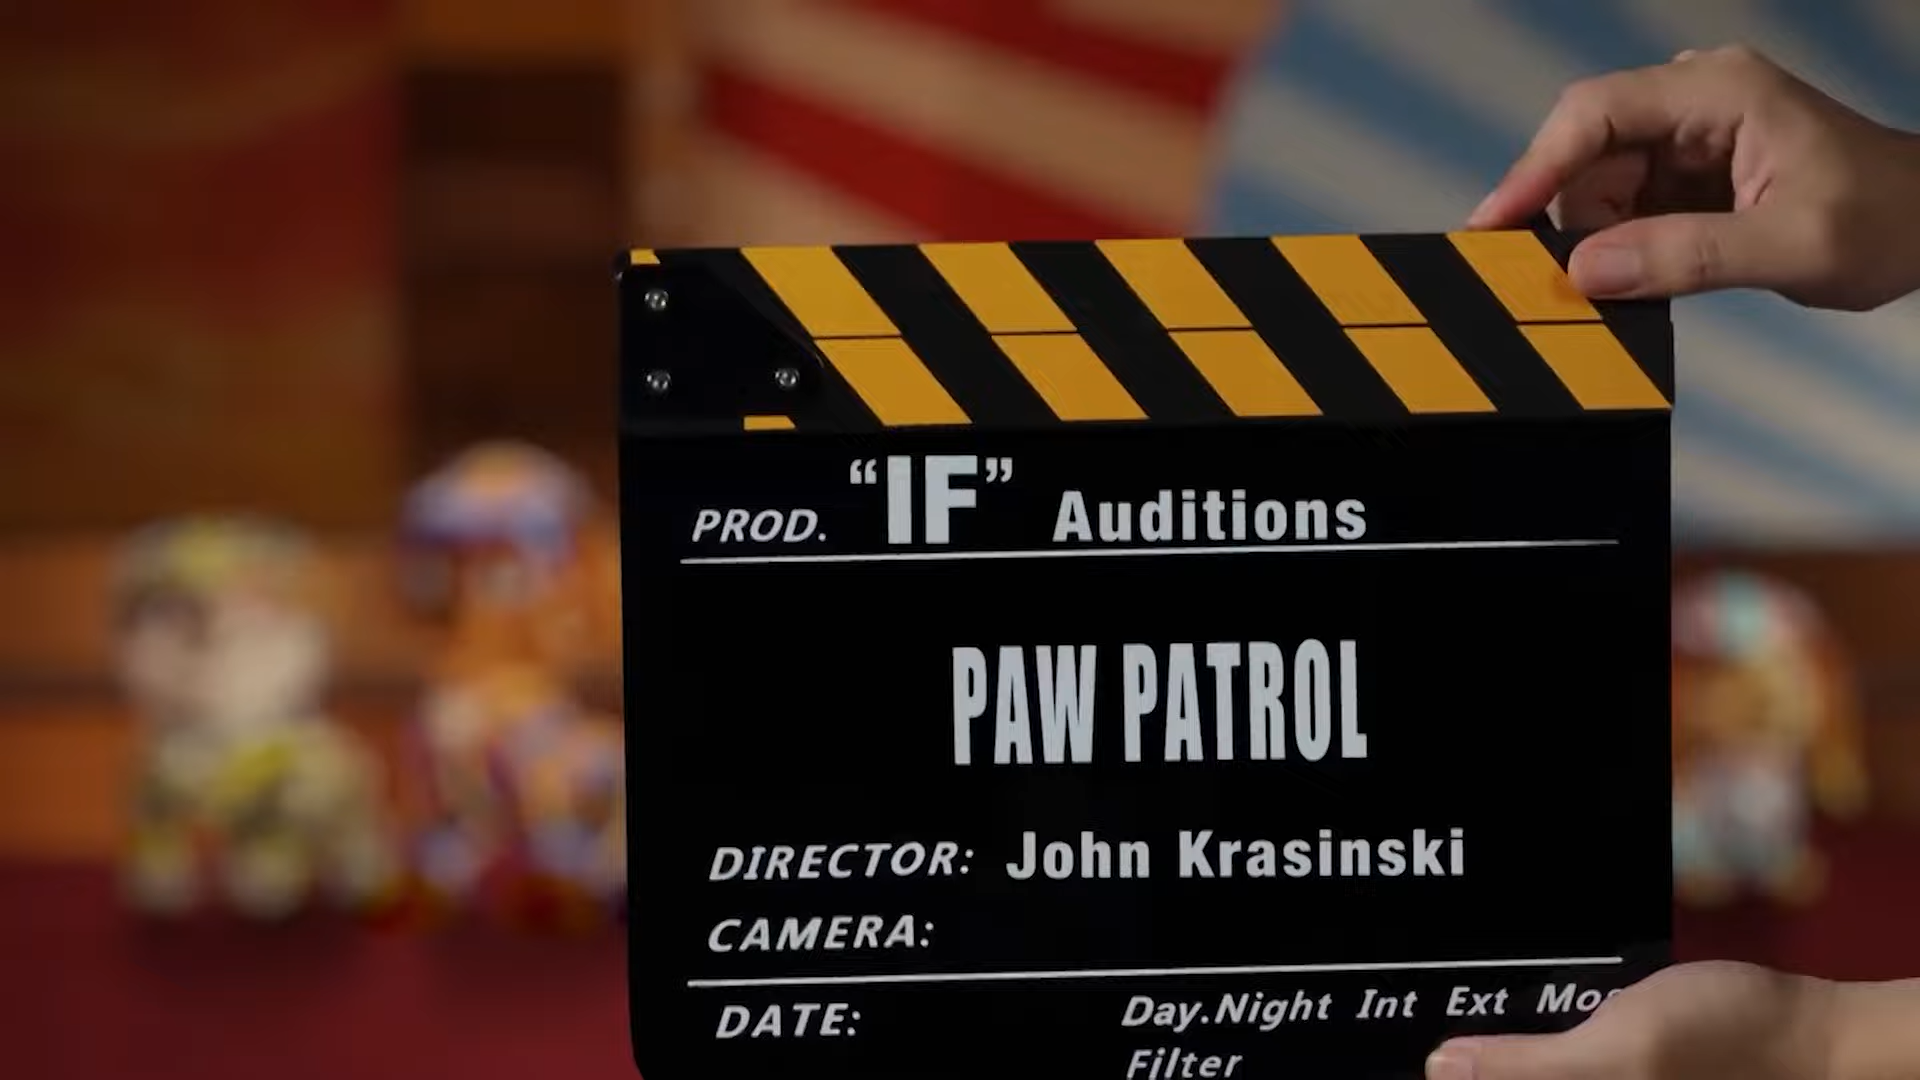 PROD. “IF” Auditions
PAW PATROL
DIRECTOR: John Krasinski
CAMERA:
DATE: Day.Night Int Ext
Filter